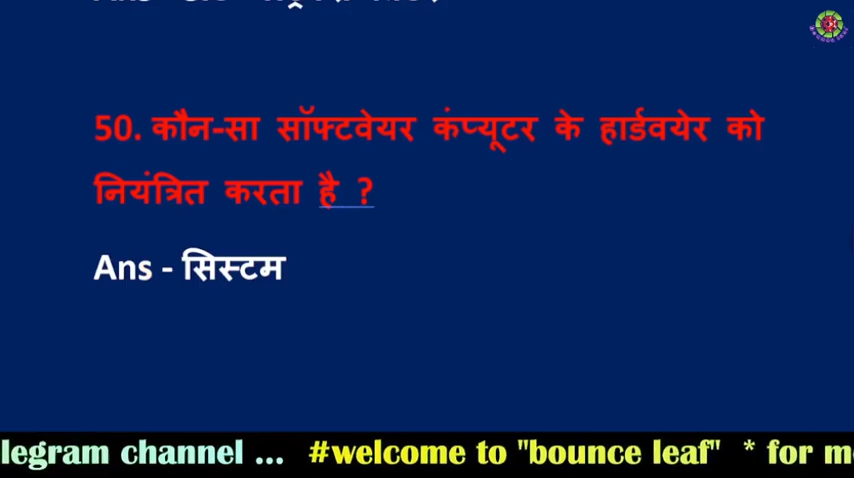 50. कौन-सा सॉफ्टवेयर कंप्यूटर के हार्डवयेर को
नियंत्रित करता है ?
Ans - सिस्टम
legram channel ... #welcome to "bounce leaf" * for m